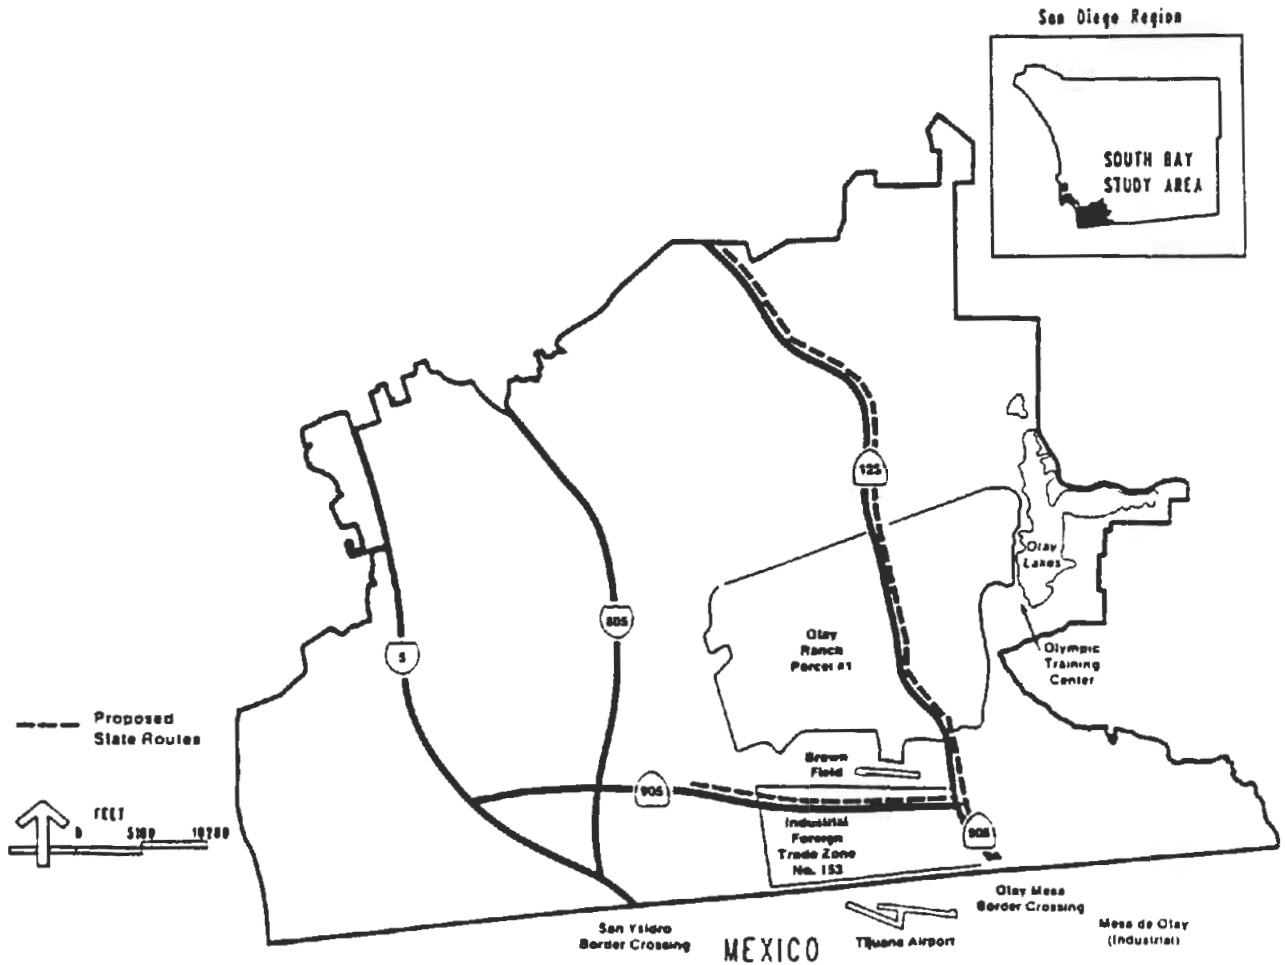 San Diego Region
SOUTH BAY
STUDY AREA
125
Otay
Lakes
805
Otay
Ranch
Parcel #1
5
Olympic
Training
Center
Proposed
State Routes
Brown
Field
905
FEET
0
Industrial
Foreign
Trade Zone
No. 153
905
Otay Mesa
Border Crossing
San Ysidro
Border Crossing
MEXICO
Tijuana Airport
Mesa de Otay
(Industrial)